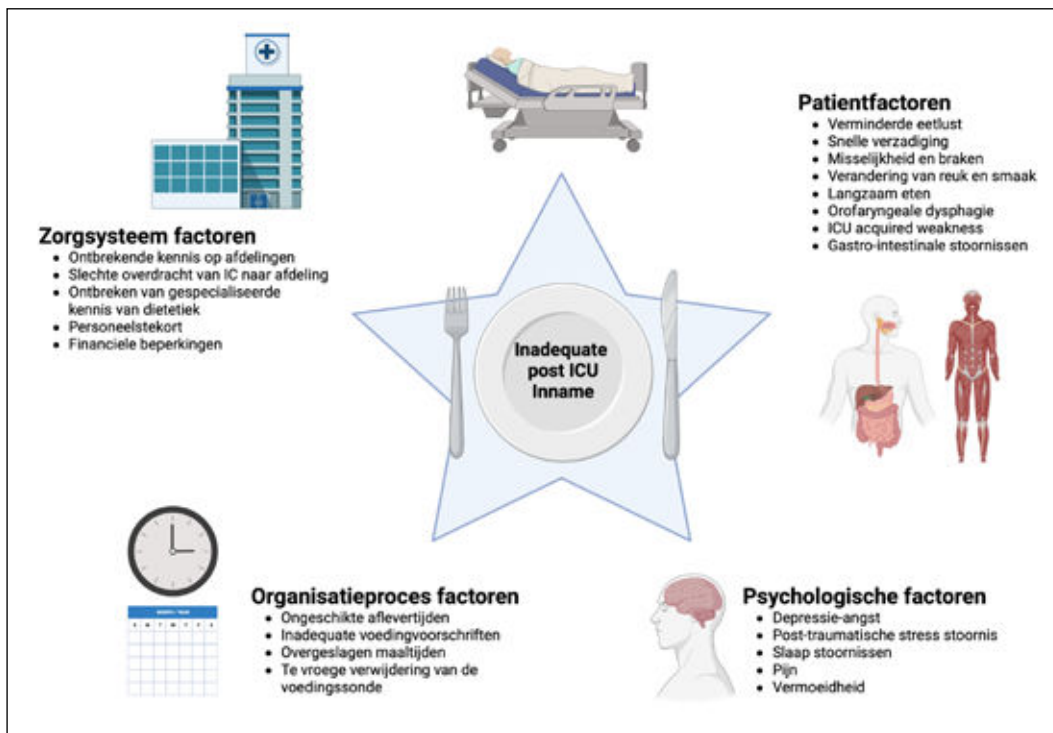 Patientfactoren
• Verminderde eetlust
• Snelle verzadiging
• Misselijkheid en braken
• Verandering van reuk en smaak
• Langzaam eten
• Orofaryngeale dysphagie
• ICU acquired weakness
• Gastro-intestinale stoornissen
Zorgsysteem factoren
• Ontbrekende kennis op afdelingen
• Slechte overdracht van IC naar afdeling
• Ontbreken van gespecialiseerde
kennis van dietetiek
• Personeelstekort
• Financiele beperkingen
Inadequate
post ICU
Inname
Organisatieproces factoren
• Ongeschikte aflevertijden
• Inadequate voedingvoorschriften
• Overgeslagen maaltijden
• Te vroege verwijdering van de
voedingssonde
Psychologische factoren
• Depressie-angst
• Post-traumatische stress stoornis
• Slaap stoornissen
• Pijn
• Vermoeidheid